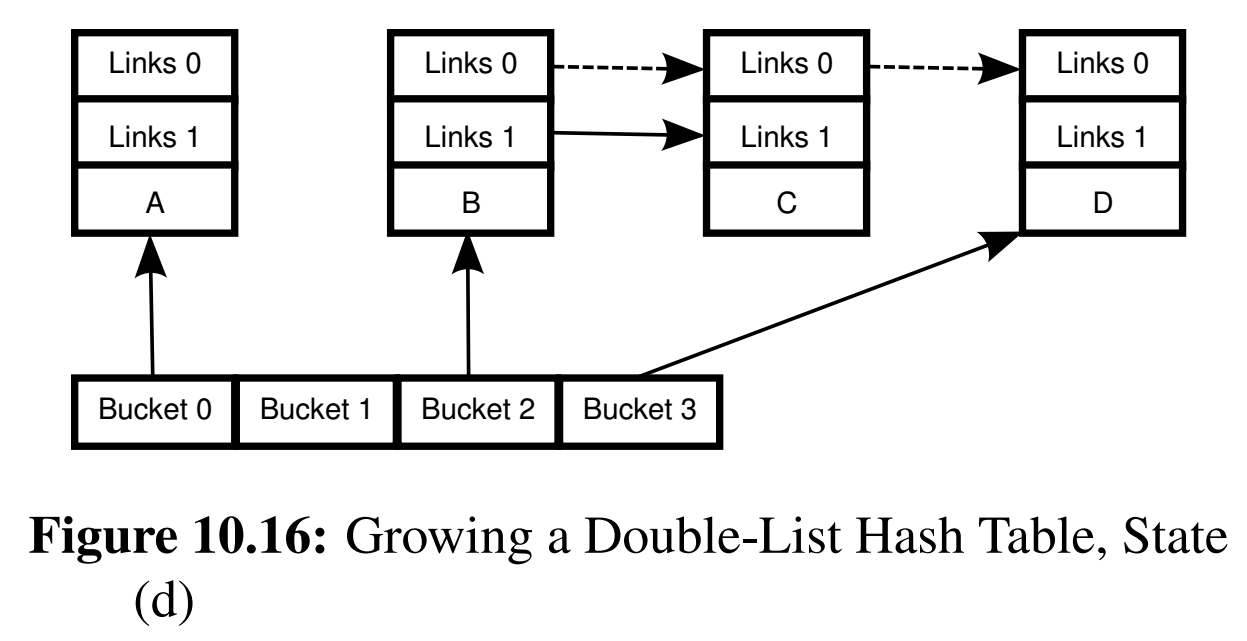 Links 0 Links 0 Links 0 Links 0
Links 1 Links 1 Links 1 Links 1
A B C D
Bucket 0 Bucket 1 Bucket 2 Bucket 3
Figure 10.16: Growing a Double-List Hash Table, State
(d)